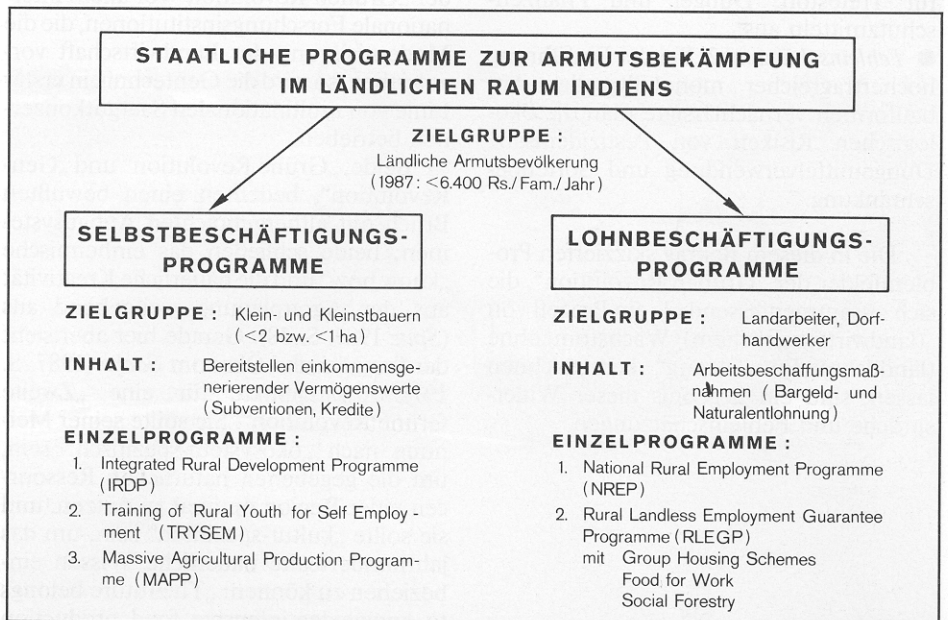 STAATLICHE PROGRAMME ZUR ARMUTSBEKÄMPFUNG
IM LÄNDLICHEN RAUM INDIENS
ZIELGRUPPE:
Ländliche Armutsbevölkerung
(1987: <6.400 Rs./Fam./Jahr)
SELBSTBESCHÄFTIGUNGS-
PROGRAMME
ZIELGRUPPE: Klein- und Kleinstbauern
(<2 bzw. <1ha)
INHALT: Bereitstellen einkommensge-
nerierender Vermögenswerte
(Subventionen, Kredite)
EINZELPROGRAMME:
1. Integrated Rural Development Programme
(IRDP)
2. Training of Rural Youth for Self Employ-
ment (TRYSEM)
3. Massive Agricultural Production Program-
me (MAPP)
LOHNBESCHÄFTIGUNGS-
PROGRAMME
ZIELGRUPPE: Landarbeiter, Dorf-
handwerker
INHALT: Arbeitsbeschaffungsmaß-
nahmen (Bargeld- und
Naturalentlohnung)
EINZELPROGRAMME:
1. National Rural Employment Programme
(NREP)
2. Rural Landless Employment Guarantee
Programme (RLEGP)
mit Group Housing Schemes
Food for Work
Social Forestry